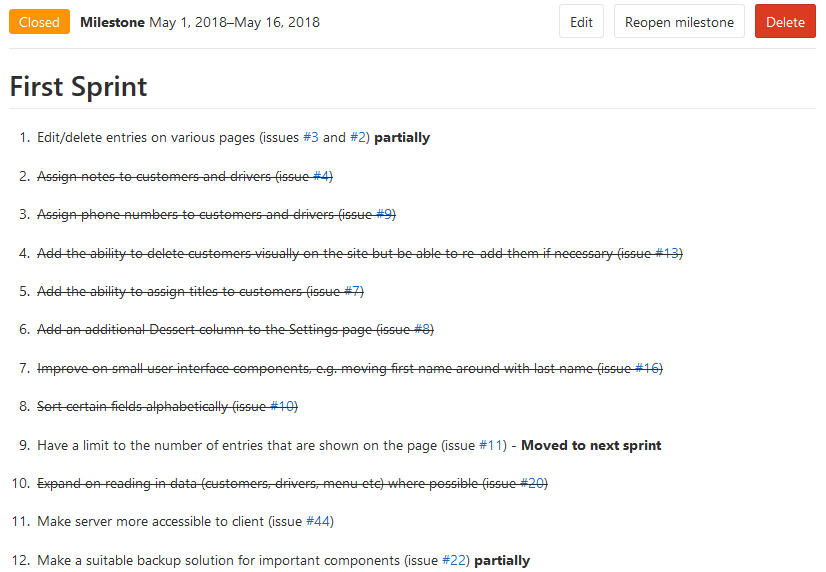 Closed Milestone May 1, 2018–May 16, 2018 Edit Reopen milestone Delete
First Sprint
1. Edit/delete entries on various pages (issues #3 and #2) partially
2. Assign notes to customers and drivers (issue #4)
3. Assign phone numbers to customers and drivers (issue #9)
4. Add the ability to delete customers visually on the site but be able to re-add them if necessary (issue #13)
5. Add the ability to assign titles to customers (issue #7)
6. Add an additional Dessert column to the Settings page (issue #8)
7. Improve on small user interface components, e.g. moving first name around with last name (issue #16)
8. Sort certain fields alphabetically (issue #10)
9. Have a limit to the number of entries that are shown on the page (issue #11) - Moved to next sprint
10. Expand on reading in data (customers, drivers, menu etc) where possible (issue #20)
11. Make server more accessible to client (issue #44)
12. Make a suitable backup solution for important components (issue #22) partially